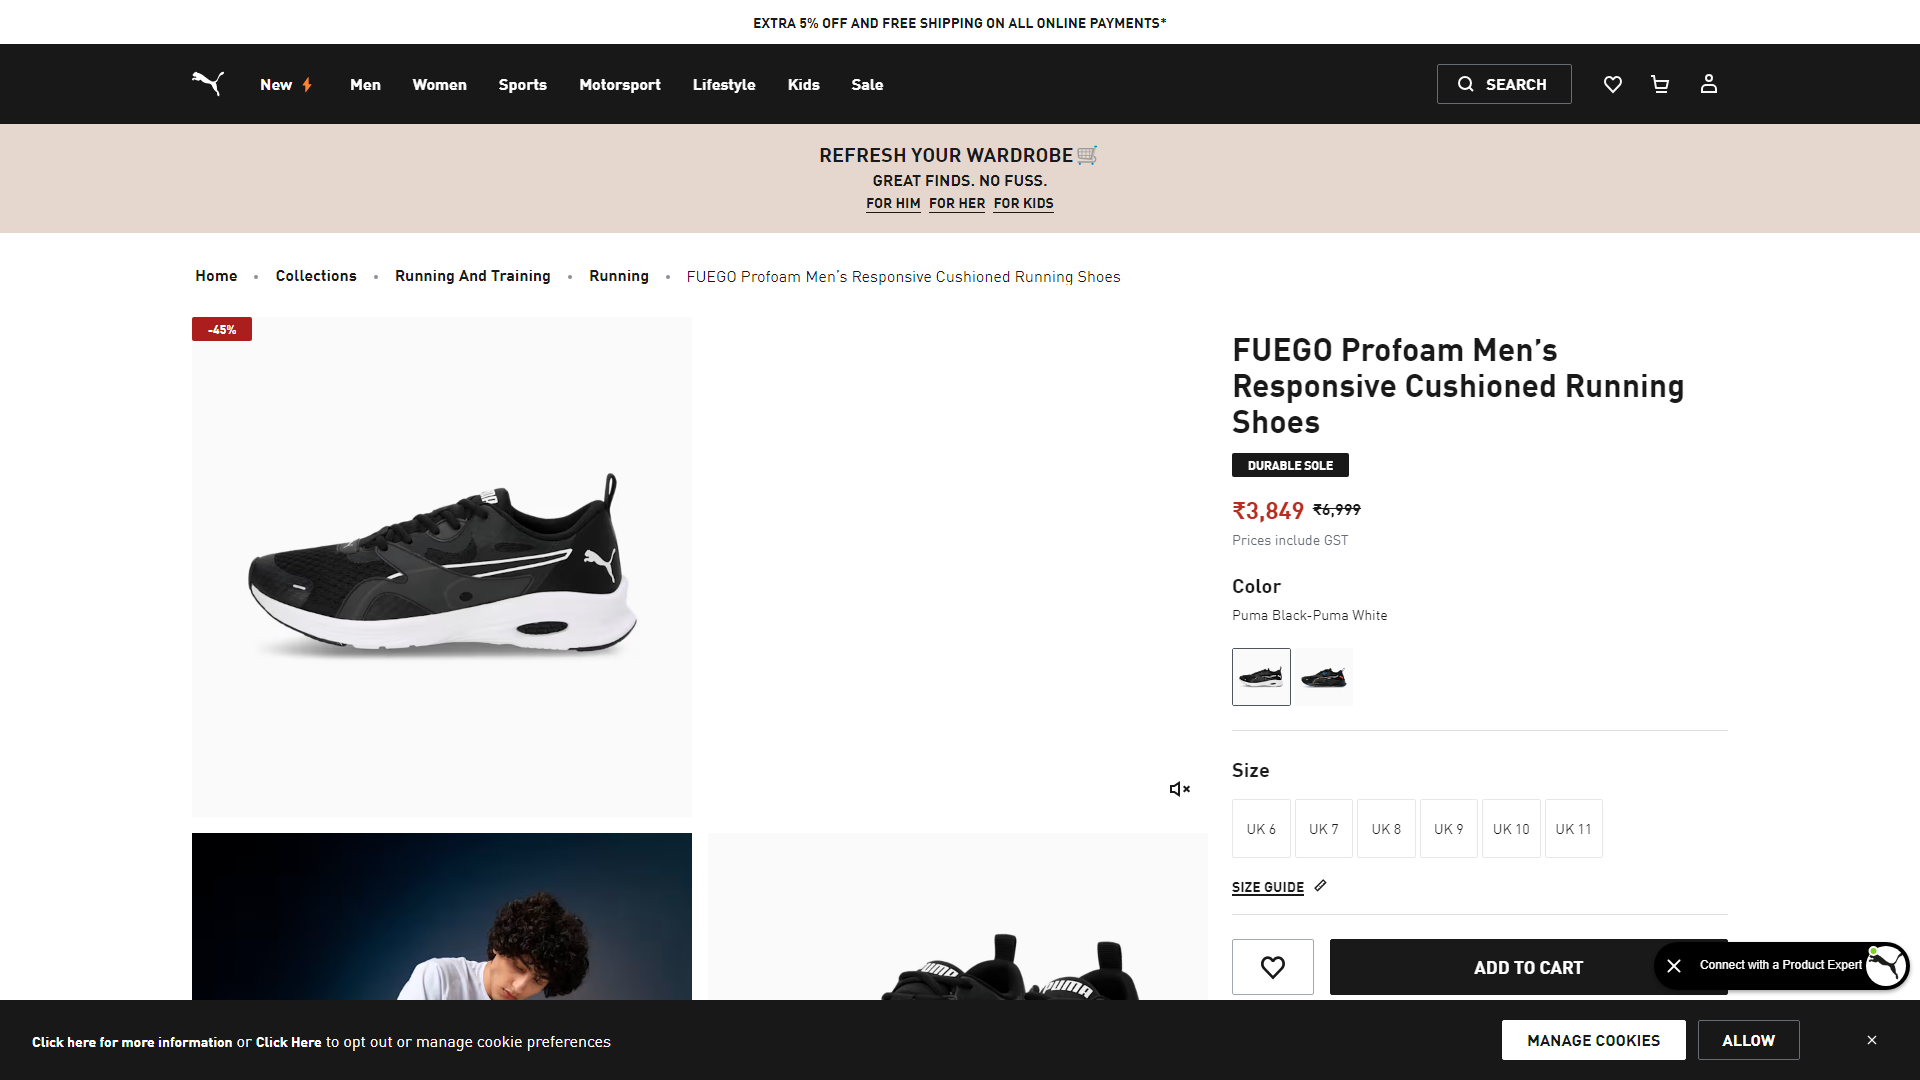 EXTRA 5% OFF AND FREE SHIPPING ON ALL ONLINE PAYMENTS*
New Men Women Sports Motorsport Lifestyle Kids Sale SEARCH
REFRESH YOUR WARDROBE
GREAT FINDS. NO FUSS.
FOR HIM FOR HER FOR KIDS
Home • Collections • Running And Training • Running • FUEGO Profoam Men's Responsive Cushioned Running Shoes
-45%
FUEGO Profoam Men's
Responsive Cushioned Running
Shoes
DURABLE SOLE
₹3,849 ₹6,999
Prices include GST
Color
Puma Black-Puma White
Size
UK 6 UK 7 UK 8 UK 9 UK 10 UK 11
SIZE GUIDE
ADD TO CART
Connect with a Product Expert
PUMA
Click here for more information or Click Here to opt out or manage cookie preferences
MANAGE COOKIES ALLOW